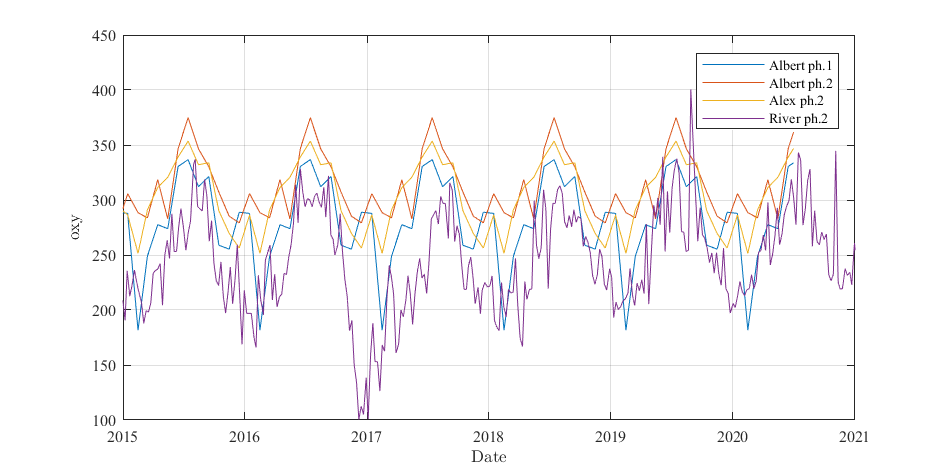 450
400
350
300
250
200
150
100
oxy
2015
2016
2017
2018
2019
2020
2021
Date
Albert ph.1
Albert ph.2
Alex ph.2
River ph.2